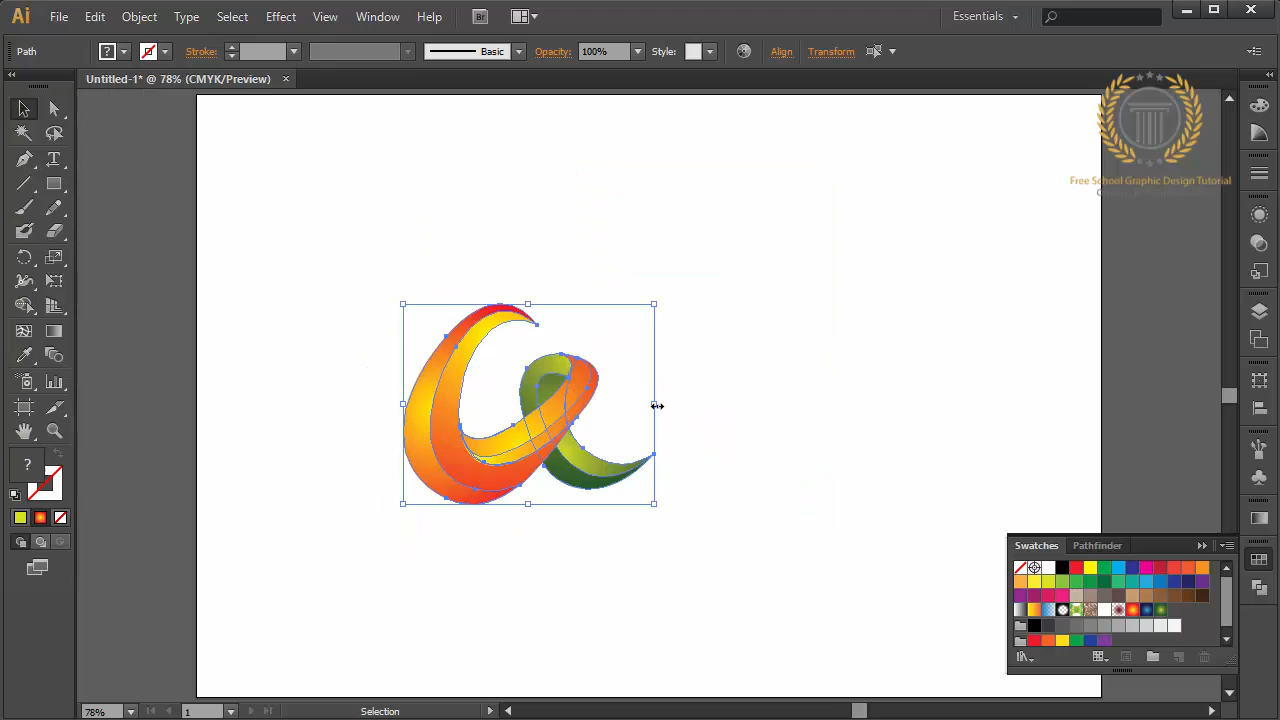 Ai File Edit Object Type Select Effect View Window Help Br Essentials
Path ? Stroke: Basic Opacity: 100% Style: Align Transform
Untitled-1* @ 78% (CMYK/Preview) ×
Free School Graphic Design Tutorial
?
Swatches Pathfinder
78% 1 Selection